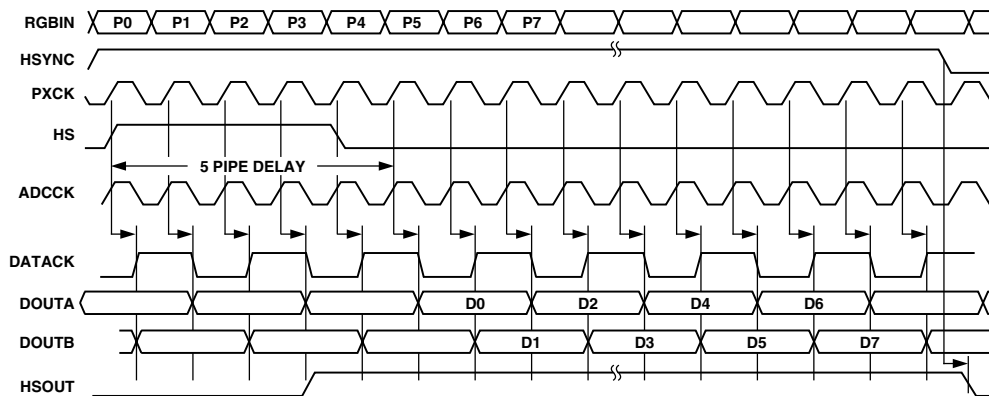 RGBIN P0 P1 P2 P3 P4 P5 P6 P7
HSYNC
PXCK
HS
5 PIPE DELAY
ADCCK
DATACK
DOUTA D0 D2 D4 D6
DOUTB D1 D3 D5 D7
HSOUT